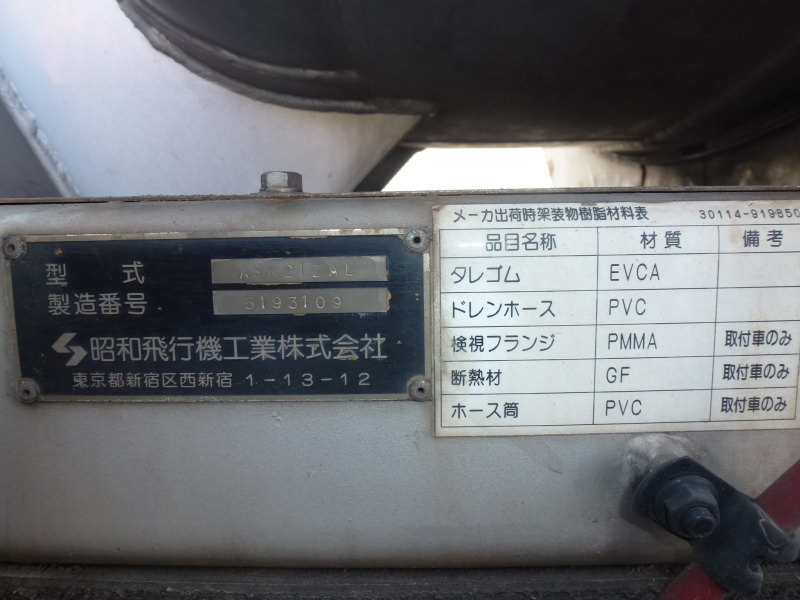 型式 ASK212AL
製造番号 5193109
昭和飛行機工業株式会社
東京都新宿区西新宿 1-13-12
メーカ出荷時架装物樹脂材料表 30114-919850
品目名称 材質 備考
タレゴム EVCA
ドレンホース PVC
検視フランジ PMMA 取付車のみ
断熱材 GF 取付車のみ
ホース筒 PVC 取付車のみ